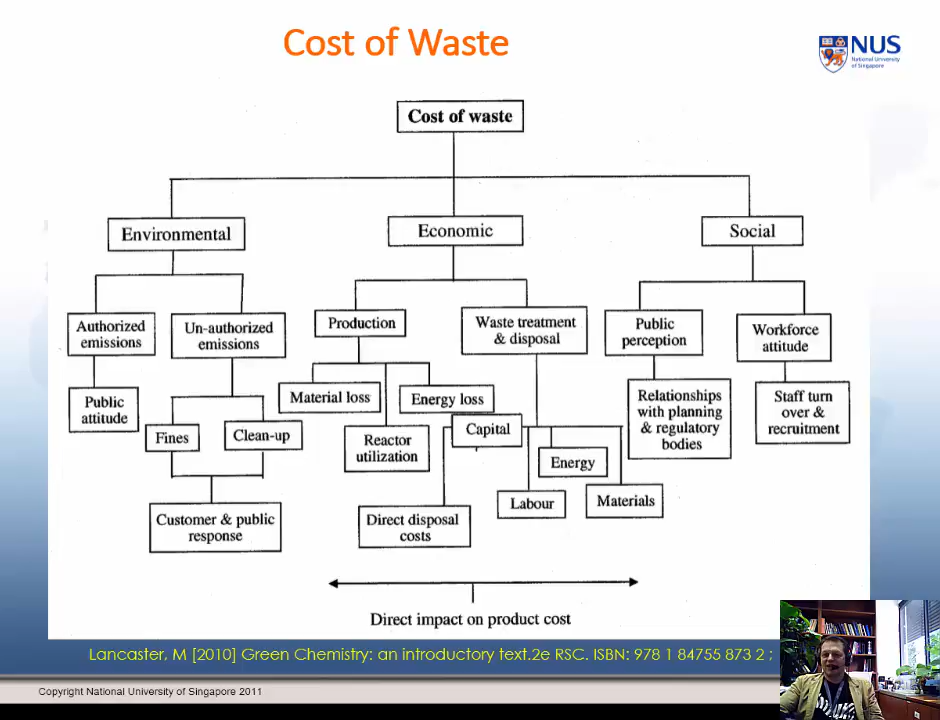 Cost of Waste
NUS
National University
of Singapore
Cost of waste
Environmental
Economic
Social
Authorized
emissions
Un-authorized
emissions
Production
Waste treatment
& disposal
Public
perception
Workforce
attitude
Public
attitude
Fines
Clean-up
Material loss
Energy loss
Reactor
utilization
Capital
Energy
Relationships
with planning
& regulatory
bodies
Staff turn
over &
recruitment
Customer & public
response
Direct disposal
costs
Labour
Materials
Direct impact on product cost
Lancaster, M [2010] Green Chemistry: an introductory text.2e RSC. ISBN: 978 1 84755 873 2 ;
Copyright National University of Singapore 2011